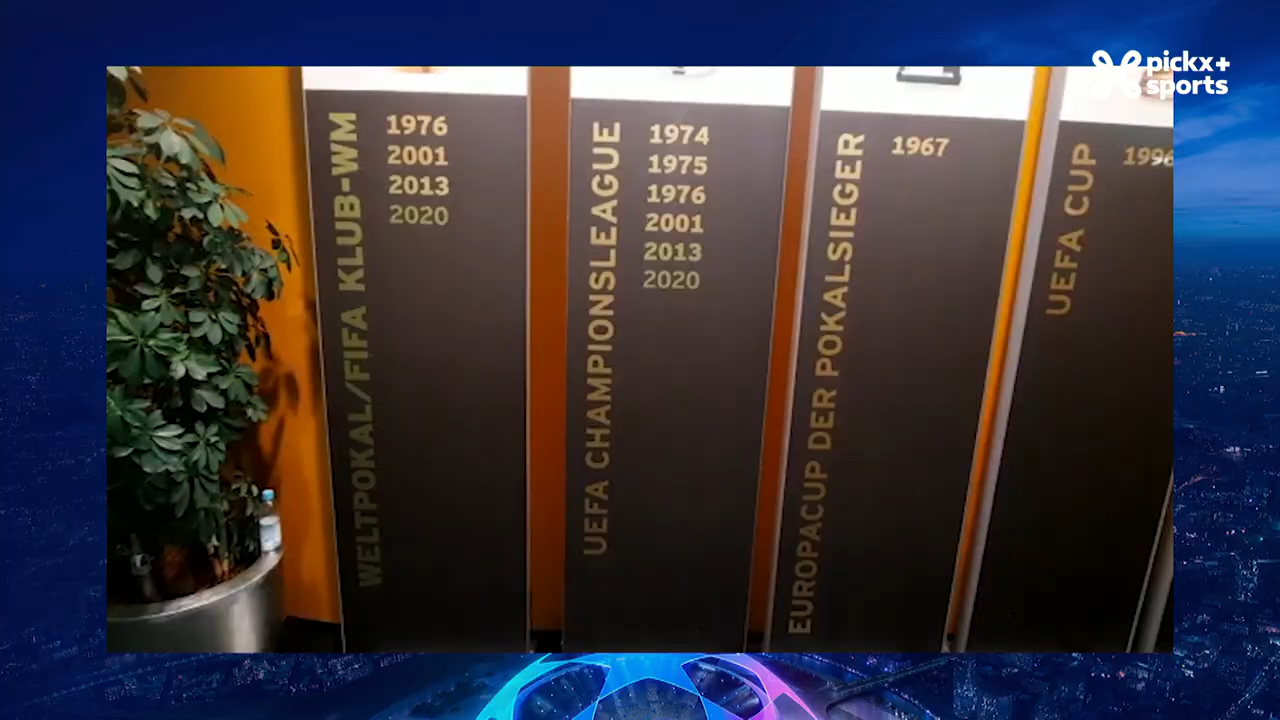 pickx+
sports
WELTPOKAL/FIFA KLUB-WM
1976
2001
2013
2020
UEFA CHAMPIONSLEAGUE
1974
1975
1976
2001
2013
2020
EUROPACUP DER POKALSIEGER
1967
UEFA CUP
1996